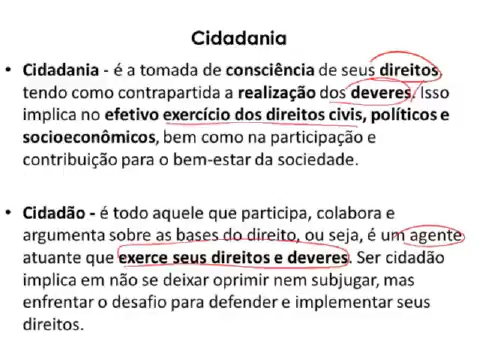 Cidadania
• Cidadania - é a tomada de consciência de seus direitos,
tendo como contrapartida a realização dos deveres. Isso
implica no efetivo exercício dos direitos civis, políticos e
socioeconômicos, bem como na participação e
contribuição para o bem-estar da sociedade.
• Cidadão - é todo aquele que participa, colabora e
argumenta sobre as bases do direito, ou seja, é um agente
atuante que exerce seus direitos e deveres. Ser cidadão
implica em não se deixar oprimir nem subjugar, mas
enfrentar o desafio para defender e implementar seus
direitos.